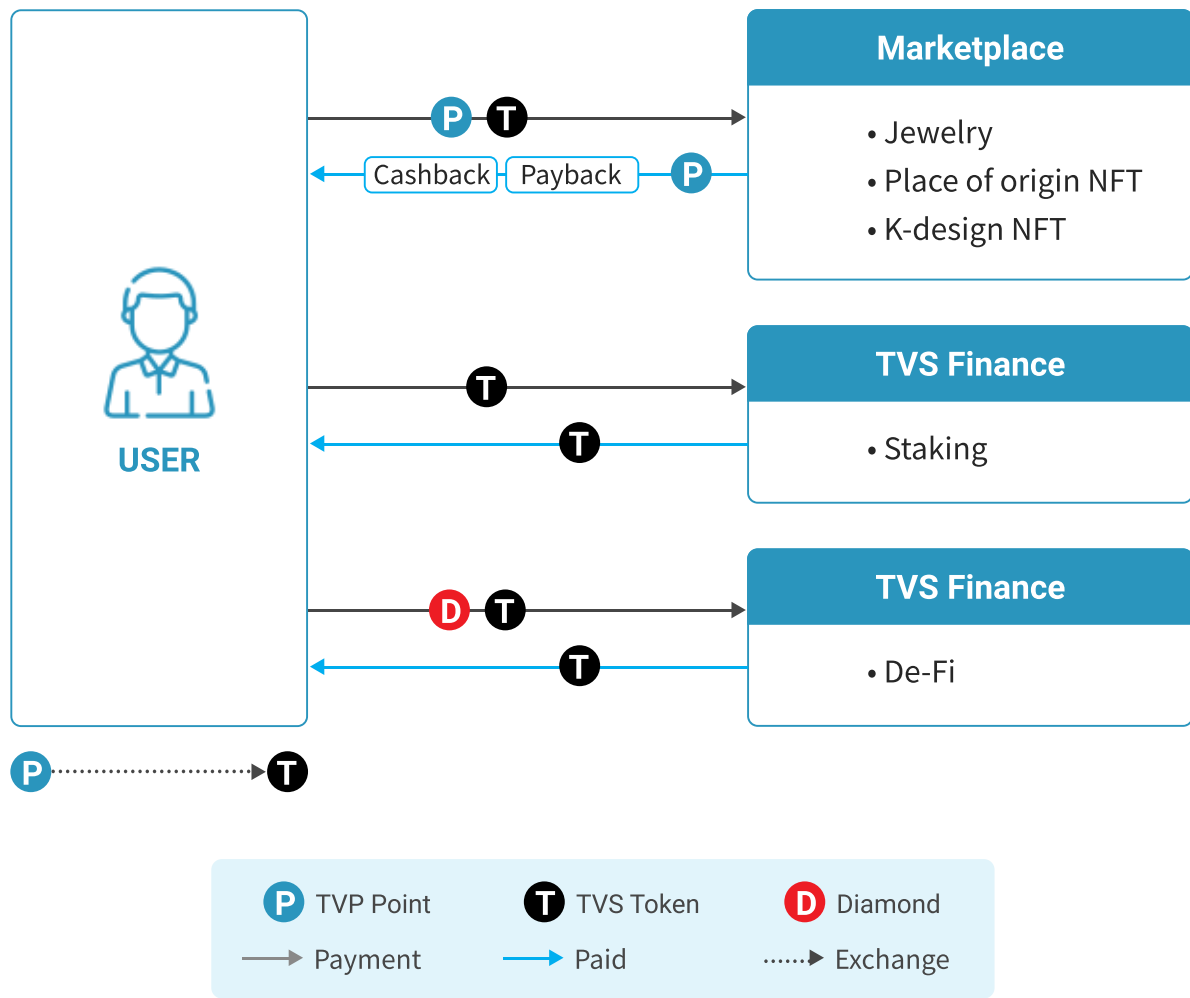 Marketplace
P T
• Jewelry
Cashback Payback P
• Place of origin NFT
• K-design NFT
USER
TVS Finance
T
T
• Staking
TVS Finance
D T
T
• De-Fi
P T
P TVP Point T TVS Token D Diamond
Payment Paid Exchange